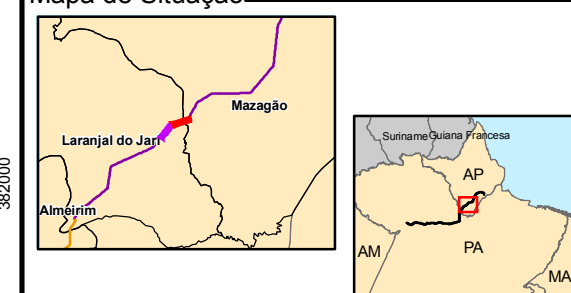 Mapa de Situação
382000
Mazagão
Laranjal do Jari
Almeirim
Suriname
Guiana Francesa
AP
AM
PA
MA